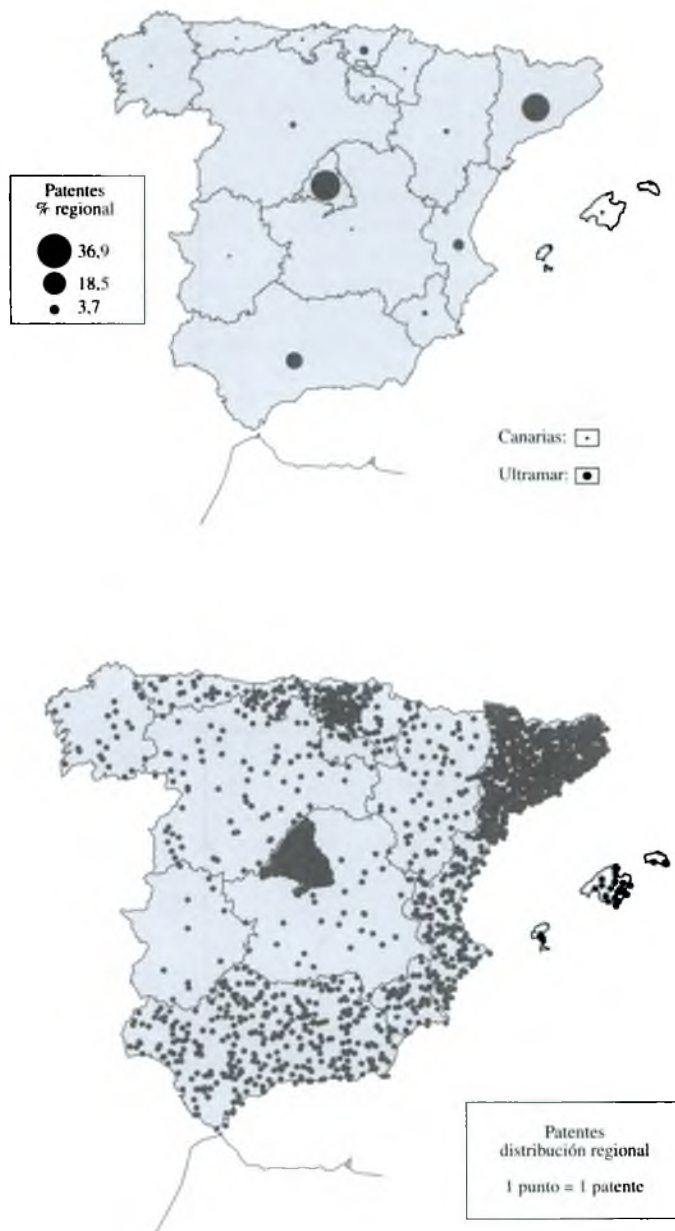 Patentes
% regional
36,9
18,5
3,7
Canarias:
Ultramar:
Patentes
distribución regional
1 punto = 1 patente